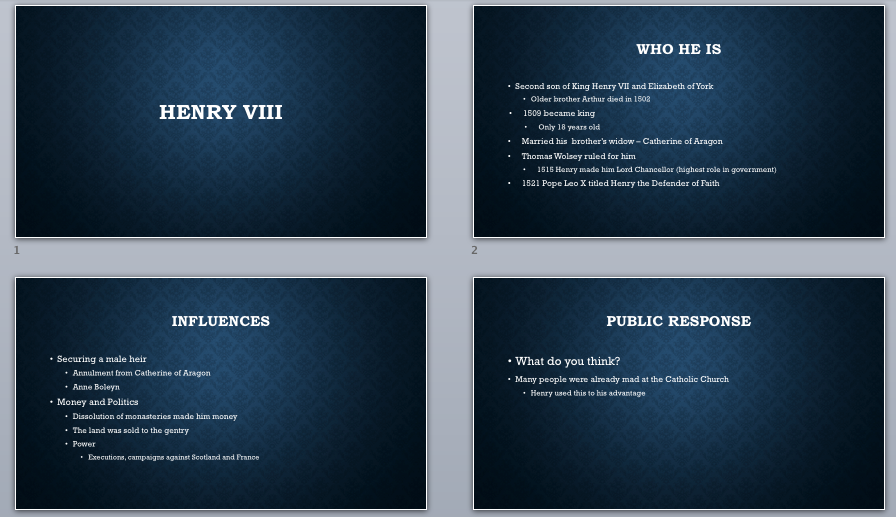 HENRY VIII
1
WHO HE IS
• Second son of King Henry VII and Elizabeth of York
• Older brother Arthur died in 1502
• 1509 became king
• Only 18 years old
• Married his brother's widow – Catherine of Aragon
• Thomas Wolsey ruled for him
• 1515 Henry made him Lord Chancellor (highest role in government)
• 1521 Pope Leo X titled Henry the Defender of Faith
2
INFLUENCES
• Securing a male heir
• Annulment from Catherine of Aragon
• Anne Boleyn
• Money and Politics
• Dissolution of monasteries made him money
• The land was sold to the gentry
• Power
• Executions, campaigns against Scotland and France
PUBLIC RESPONSE
• What do you think?
• Many people were already mad at the Catholic Church
• Henry used this to his advantage